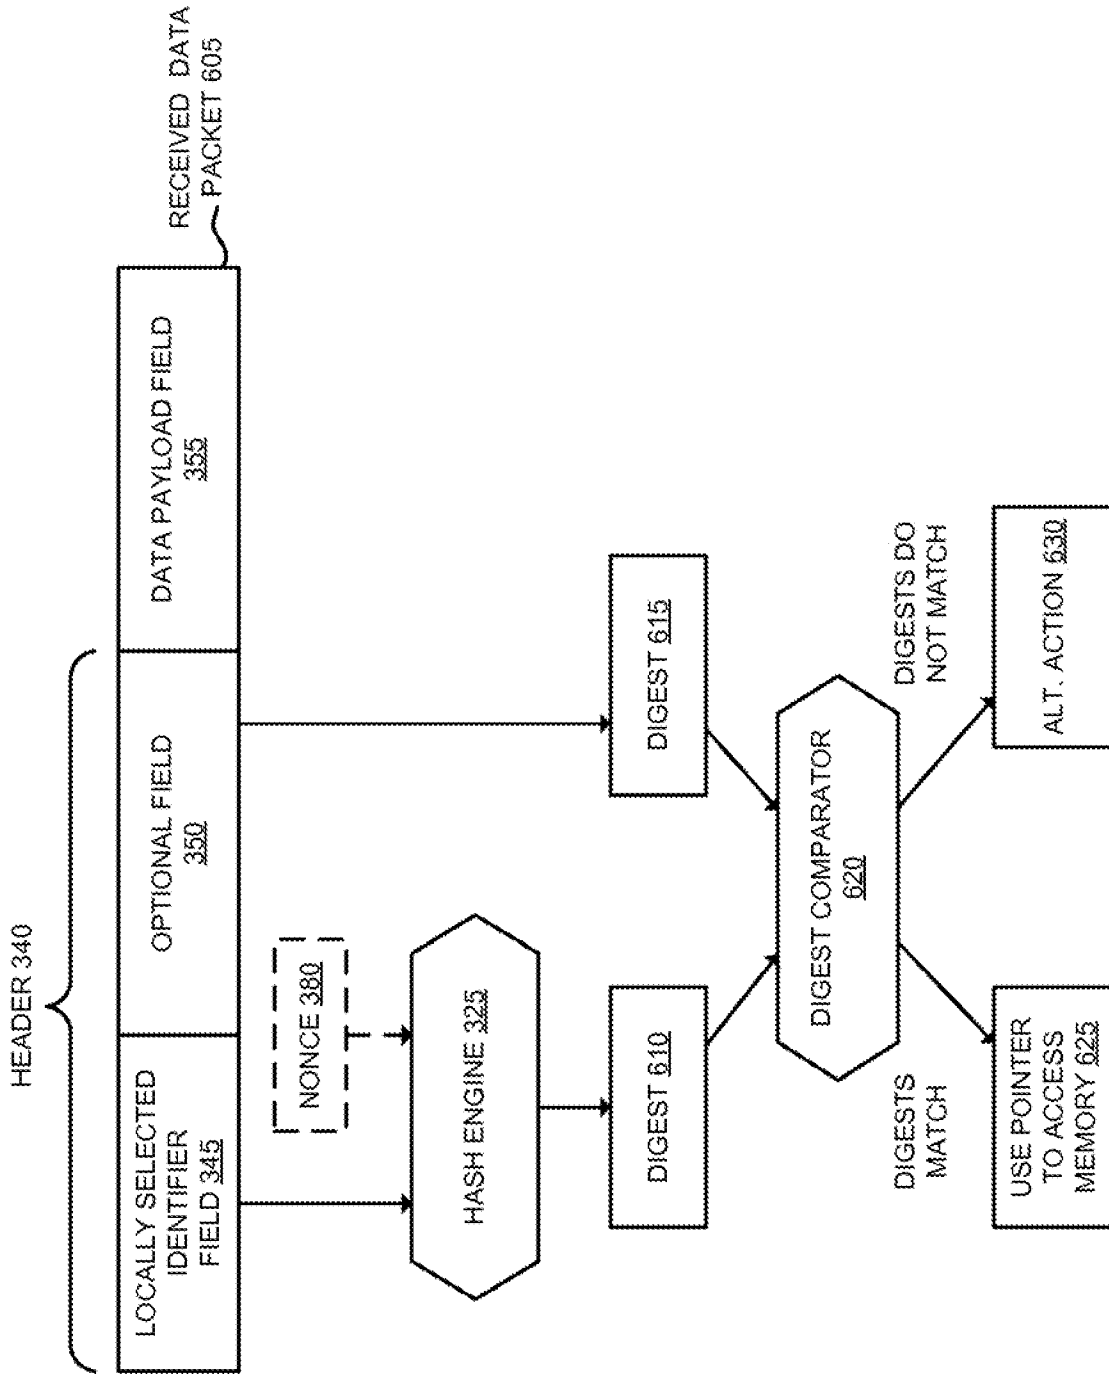 HEADER 340
LOCALLY SELECTED
IDENTIFIER
FIELD 345
OPTIONAL FIELD
350
DATA PAYLOAD FIELD
355
RECEIVED DATA
PACKET 605
NONCE 380
HASH ENGINE 325
DIGEST 610
DIGEST 615
DIGEST COMPARATOR
620
DIGESTS
MATCH
DIGESTS DO
NOT MATCH
USE POINTER
TO ACCESS
MEMORY 625
ALT. ACTION 630